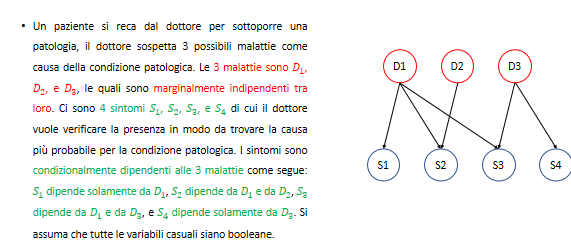 • Un paziente si reca dal dottore per sottoporre una
patologia, il dottore sospetta 3 possibili malattie come
causa della condizione patologica. Le 3 malattie sono D₁,
D₂, e D₃, le quali sono marginalmente indipendenti tra
loro. Ci sono 4 sintomi S₁, S₂, S₃, e S₄ di cui il dottore
vuole verificare la presenza in modo da trovare la causa
più probabile per la condizione patologica. I sintomi sono
condizionalmente dipendenti alle 3 malattie come segue:
S₁ dipende solamente da D₁, S₂ dipende da D₁ e da D₂, S₃
dipende da D₁ e da D₃, e S₄ dipende solamente da D₃. Si
assuma che tutte le variabili casuali siano booleane.
D1 D2 D3
S1 S2 S3 S4